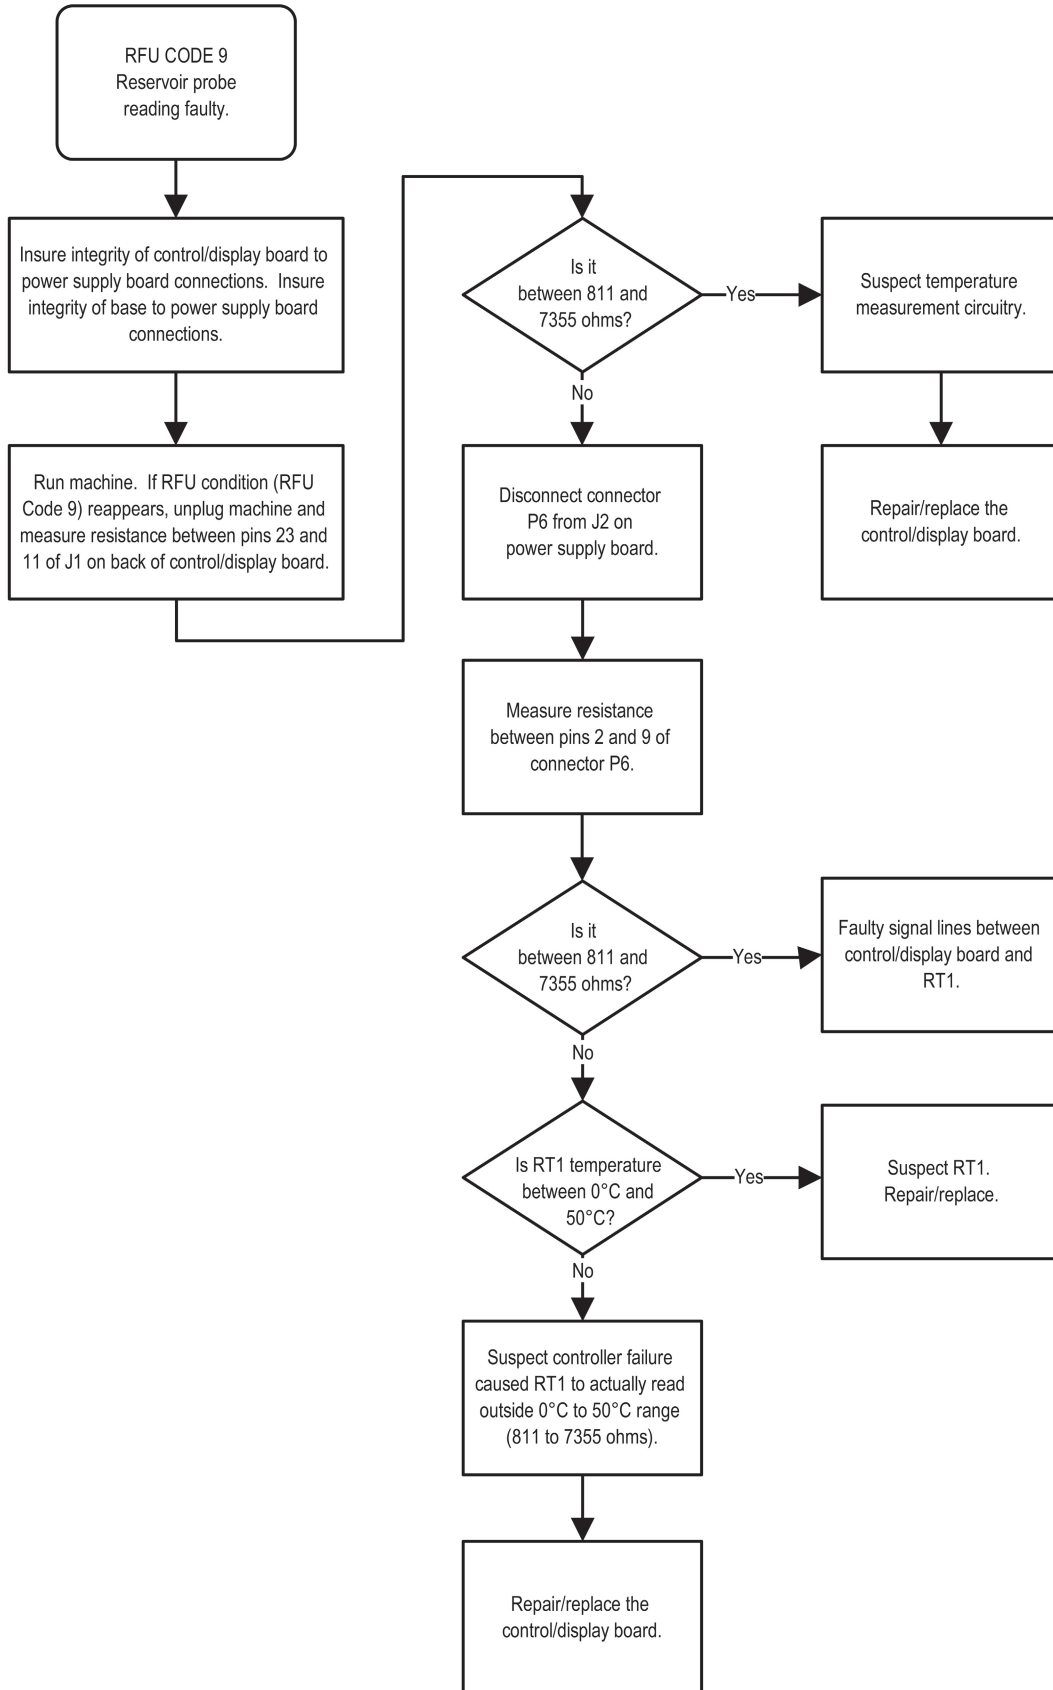 RFU CODE 9
Reservoir probe
reading faulty.
Insure integrity of control/display board to
power supply board connections.  Insure
integrity of base to power supply board
connections.
Run machine.  If RFU condition (RFU
Code 9) reappears, unplug machine and
measure resistance between pins 23 and
11 of J1 on back of control/display board.
Is it
between 811 and
7355 ohms?
Yes
Suspect temperature
measurement circuitry.
Repair/replace the
control/display board.
No
Disconnect connector
P6 from J2 on
power supply board.
Measure resistance
between pins 2 and 9 of
connector P6.
Is it
between 811 and
7355 ohms?
Yes
Faulty signal lines between
control/display board and
RT1.
No
Is RT1 temperature
between 0°C and
50°C?
Yes
Suspect RT1.
Repair/replace.
No
Suspect controller failure
caused RT1 to actually read
outside 0°C to 50°C range
(811 to 7355 ohms).
Repair/replace the
control/display board.